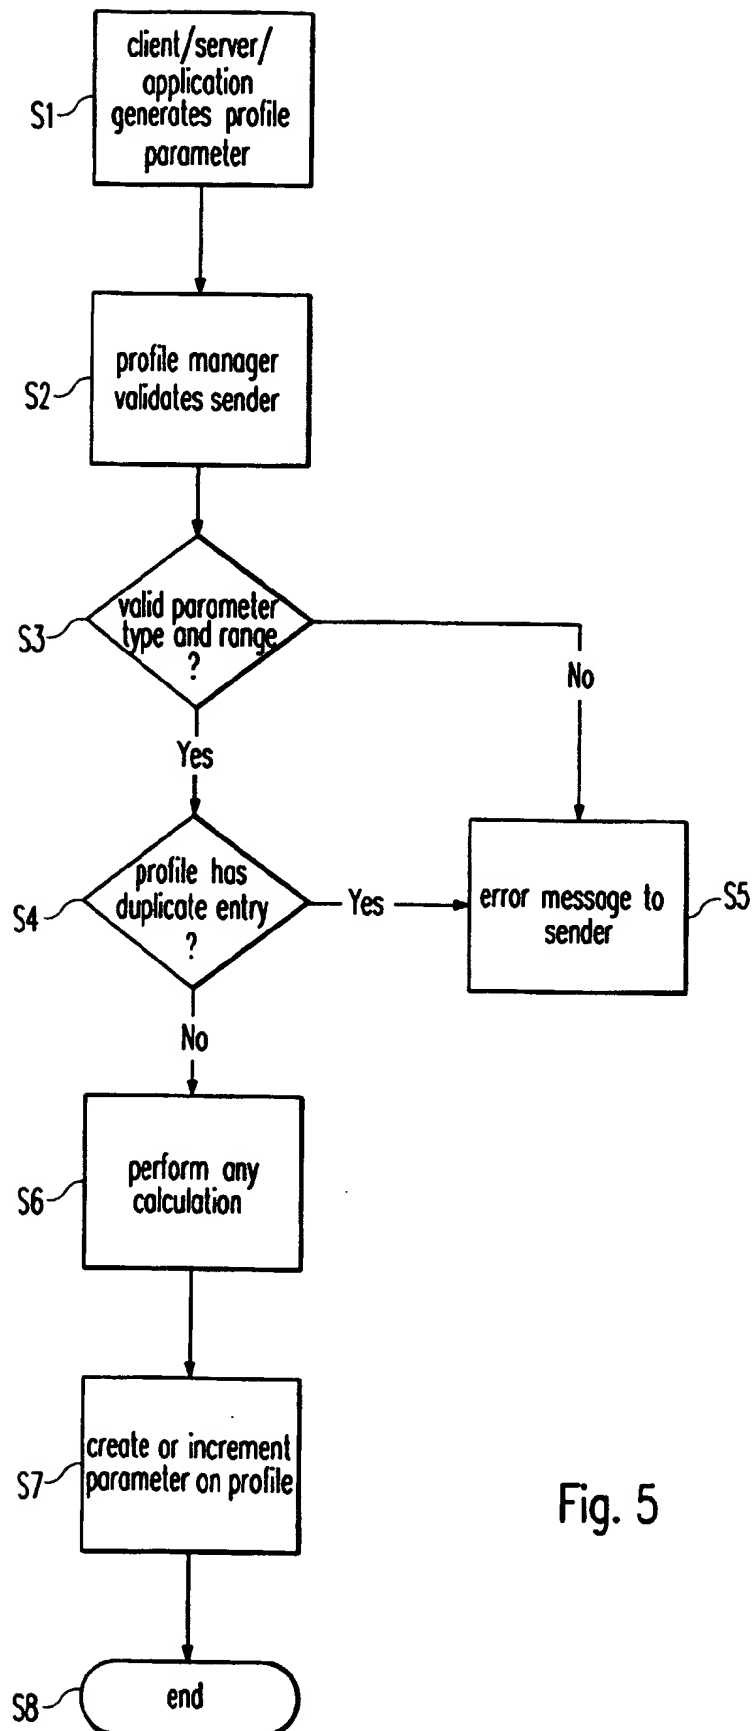 client/server/
application
generates profile
parameter
S1
profile manager
validates sender
S2
valid parameter
type and range
?
S3
No
Yes
profile has
duplicate entry
?
S4
Yes
error message to
sender
S5
No
perform any
calculation
S6
create or increment
parameter on profile
S7
Fig. 5
end
S8